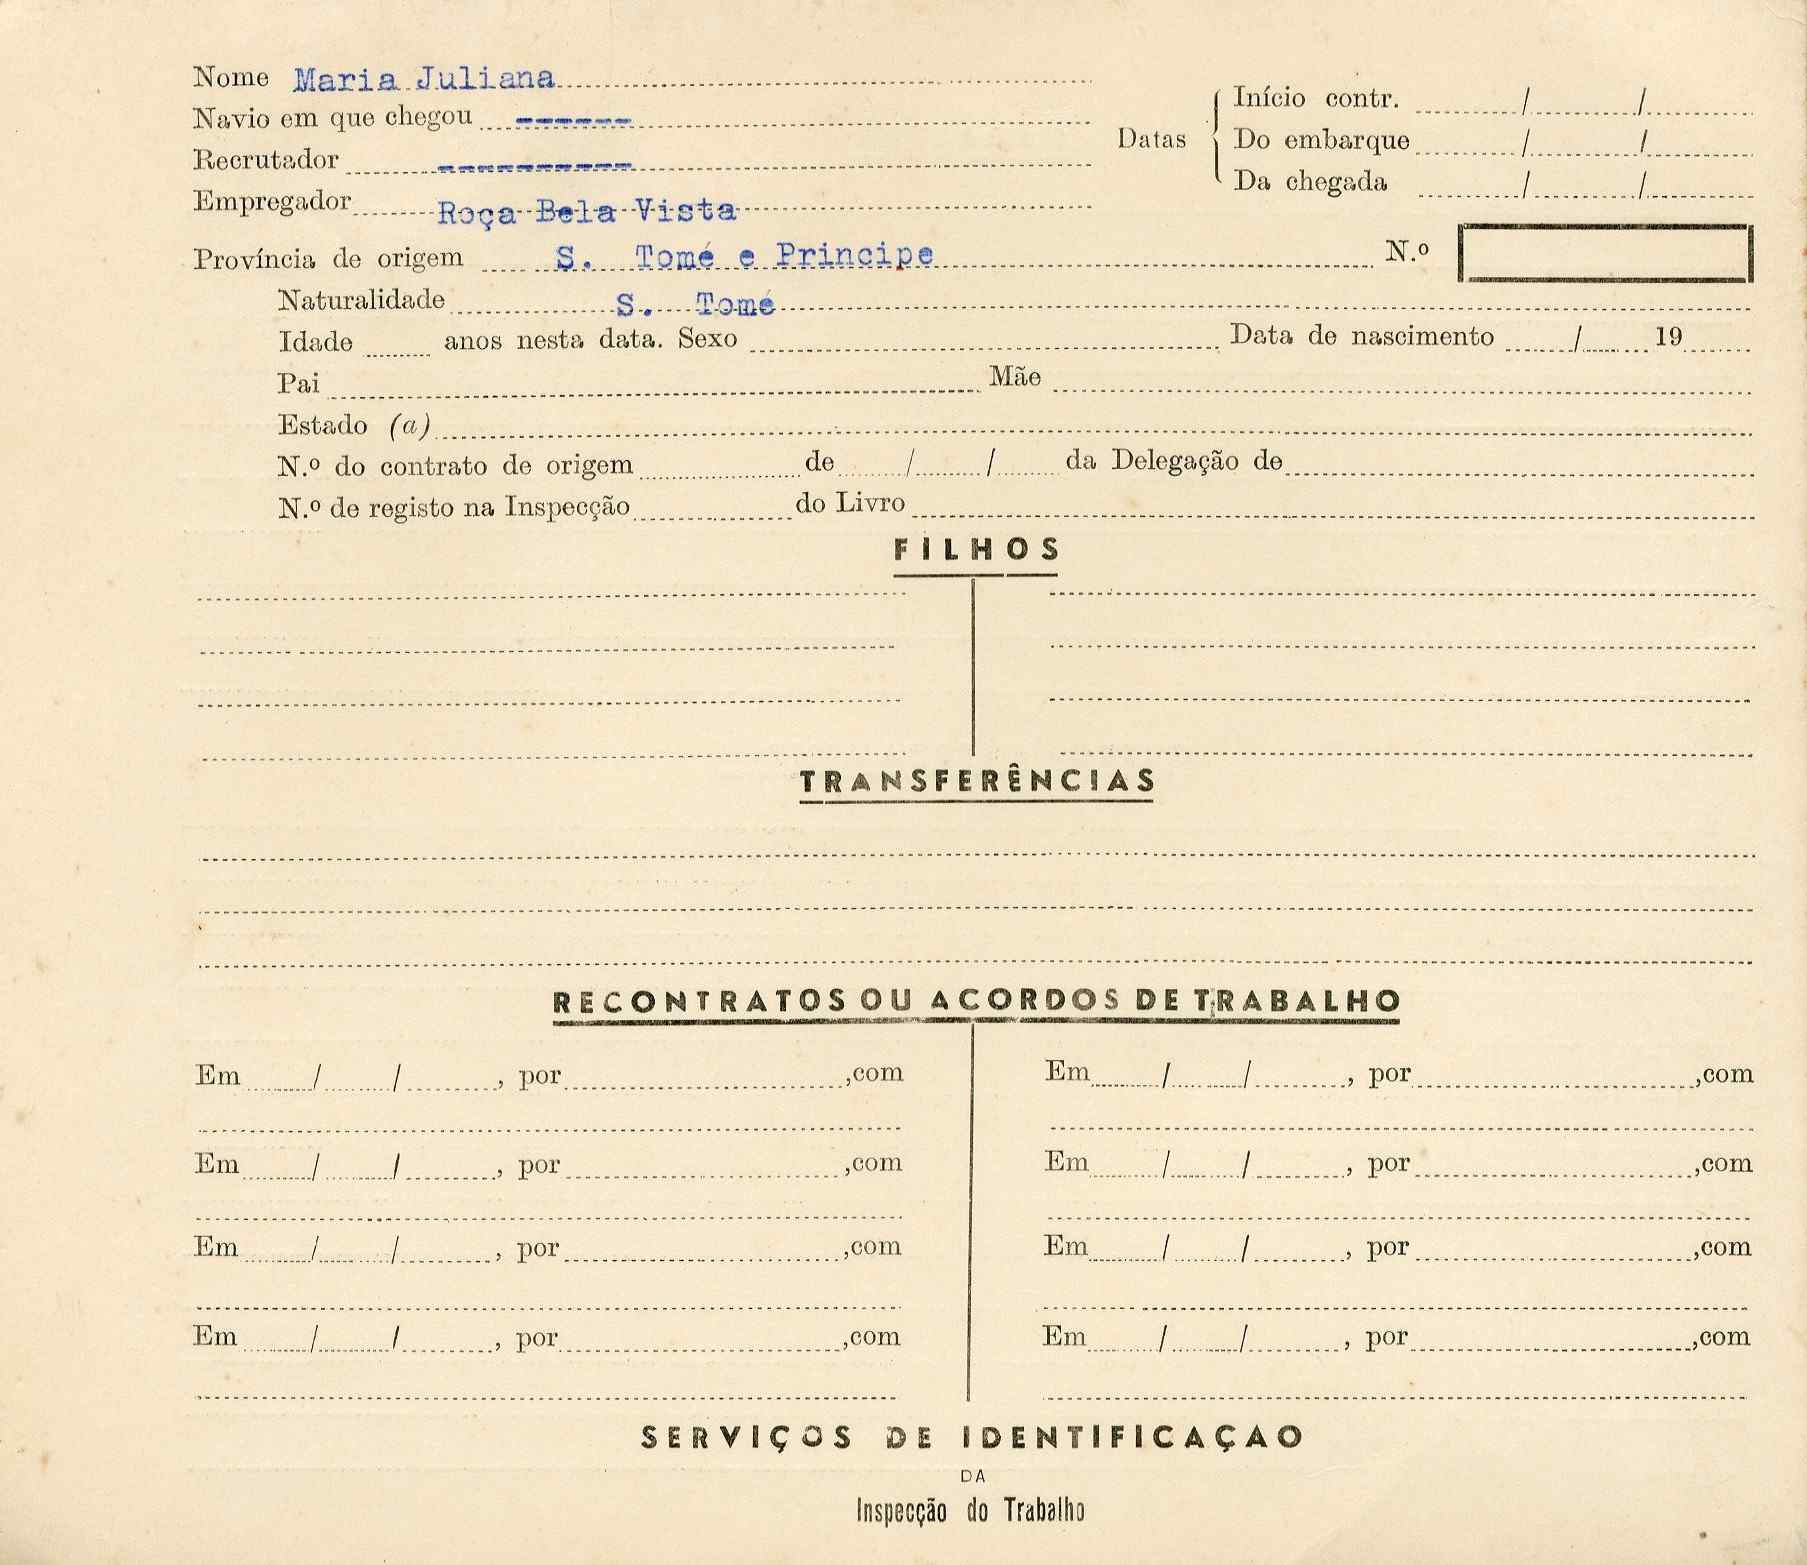 Nome Maria Juliana
Navio em que chegou ------
Recrutador ----------
Empregador Roça Bela Vista
Datas
Início contr. / /
Do embarque / /
Da chegada / /
Província de origem S. Tomé e Principe N.º
Naturalidade S. Tomé
Idade anos nesta data. Sexo Data de nascimento / 19
Pai Mãe
Estado (a)
N.º do contrato de origem de / / da Delegação de
N.º de registo na Inspecção do Livro
FILHOS
TRANSFERÊNCIAS
RECONTRATOS OU ACORDOS DE TRABALHO
Em / / , por ,com Em / / , por ,com
Em / / , por ,com Em / / , por ,com
Em / / , por ,com Em / / , por ,com
Em / / , por ,com Em / / , por ,com
SERVIÇOS DE IDENTIFICAÇAO
DA
Inspecção do Trabalho